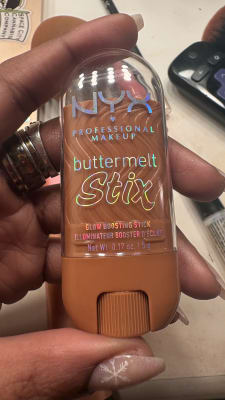 NYX
PROFESSIONAL
MAKEUP
buttermelt
Stix
GLOW BOOSTING STICK
ILLUMINATEUR BOOSTER D'ÉCLAT
Net Wt. 0.17 oz. / 5 g